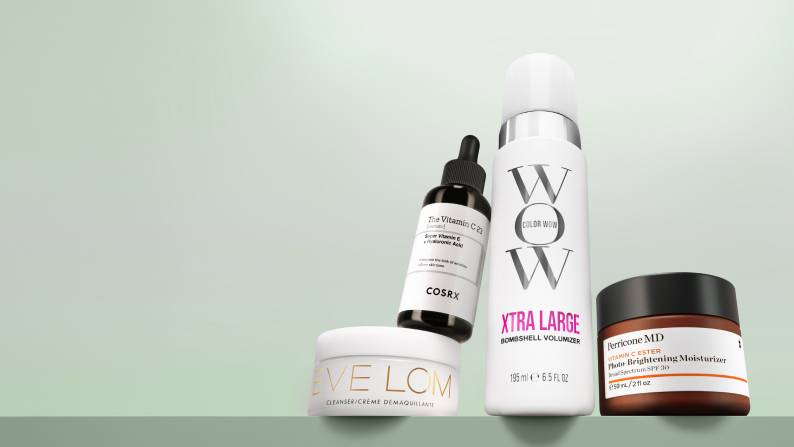 EVE LOM
CLEANSER/CRÈME DEMAQUILLANTE
The Vitamin C 23
Super Vitamin E
+ Hyaluronic Acid
COSRX
WOW
COLOR WOW
XTRA LARGE
BOMBSHELL VOLUMIZER
195 ml 6.5 FL OZ
Perricone MD
VITAMIN C ESTER
Photo-Brightening Moisturizer
Broad Spectrum SPF 30
59 mL / 2 fl oz